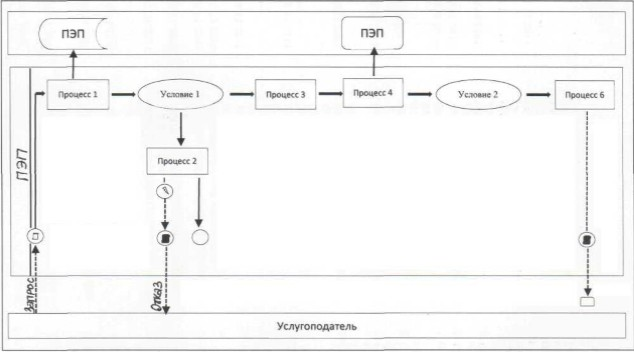 ПЭП
ПЭП
Процесс 1
Условие 1
Процесс 3
Процесс 4
Условие 2
Процесс 6
Процесс 2
ПЭП
Запрос
Отказ
Услугоподатель